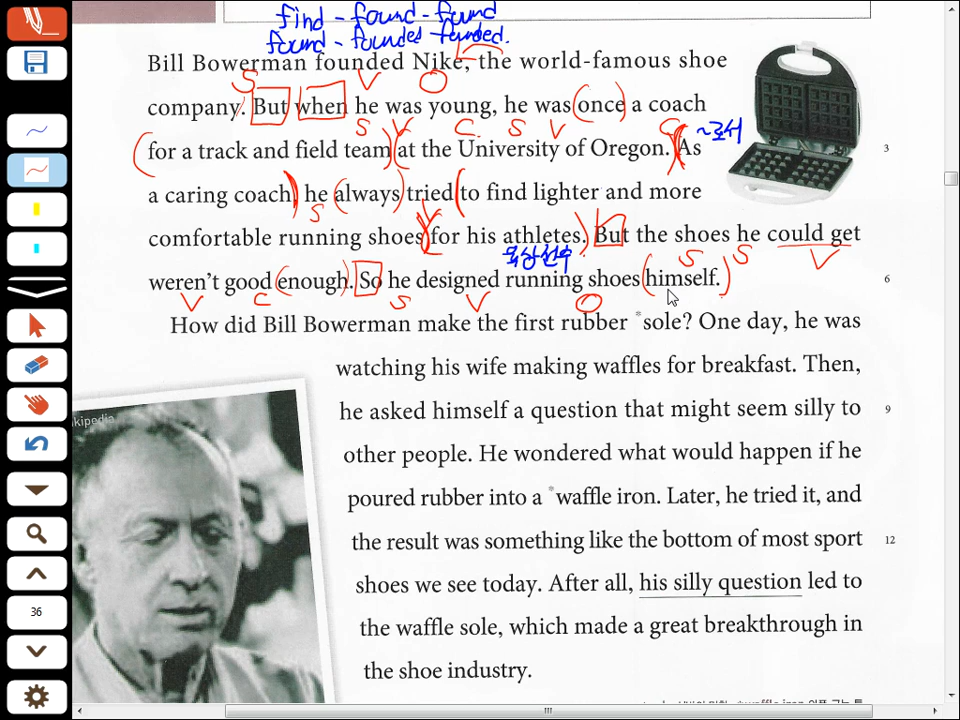 find - found - found
found - founded - founded.
Bill Bowerman founded Nike, the world-famous shoe
S V O
company. But when he was young, he was once a coach
S V C. S V C
for a track and field team at the University of Oregon. As
~로서
3
a caring coach, he always tried to find lighter and more
S V
comfortable running shoes for his athletes. But the shoes he could get
S S V
weren't good enough. So he designed running shoes himself.
6
V C S V O
How did Bill Bowerman make the first rubber *sole? One day, he was
watching his wife making waffles for breakfast. Then,
he asked himself a question that might seem silly to
9
other people. He wondered what would happen if he
poured rubber into a *waffle iron. Later, he tried it, and
the result was something like the bottom of most sport
12
shoes we see today. After all, his silly question led to
the waffle sole, which made a great breakthrough in
the shoe industry.
kipedia
36